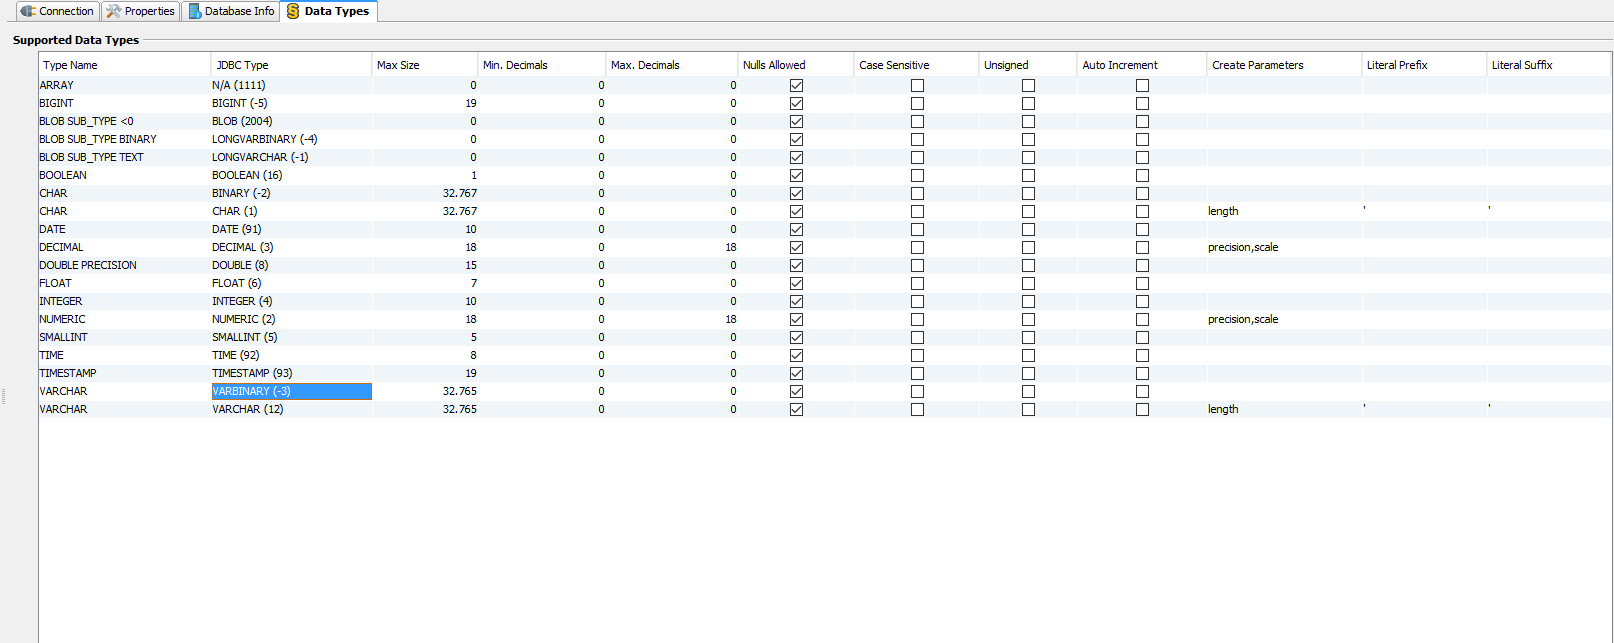 Connection Properties Database Info Data Types
Supported Data Types
Type Name JDBC Type Max Size Min. Decimals Max. Decimals Nulls Allowed Case Sensitive Unsigned Auto Increment Create Parameters Literal Prefix Literal Suffix
ARRAY N/A (1111) 0 0 0
BIGINT BIGINT (-5) 19 0 0
BLOB SUB_TYPE <0 BLOB (2004) 0 0 0
BLOB SUB_TYPE BINARY LONGVARBINARY (-4) 0 0 0
BLOB SUB_TYPE TEXT LONGVARCHAR (-1) 0 0 0
BOOLEAN BOOLEAN (16) 1 0 0
CHAR BINARY (-2) 32.767 0 0
CHAR CHAR (1) 32.767 0 0 length ' '
DATE DATE (91) 10 0 0
DECIMAL DECIMAL (3) 18 0 18 precision,scale
DOUBLE PRECISION DOUBLE (8) 15 0 0
FLOAT FLOAT (6) 7 0 0
INTEGER INTEGER (4) 10 0 0
NUMERIC NUMERIC (2) 18 0 18 precision,scale
SMALLINT SMALLINT (5) 5 0 0
TIME TIME (92) 8 0 0
TIMESTAMP TIMESTAMP (93) 19 0 0
VARCHAR VARBINARY (-3) 32.765 0 0
VARCHAR VARCHAR (12) 32.765 0 0 length ' '